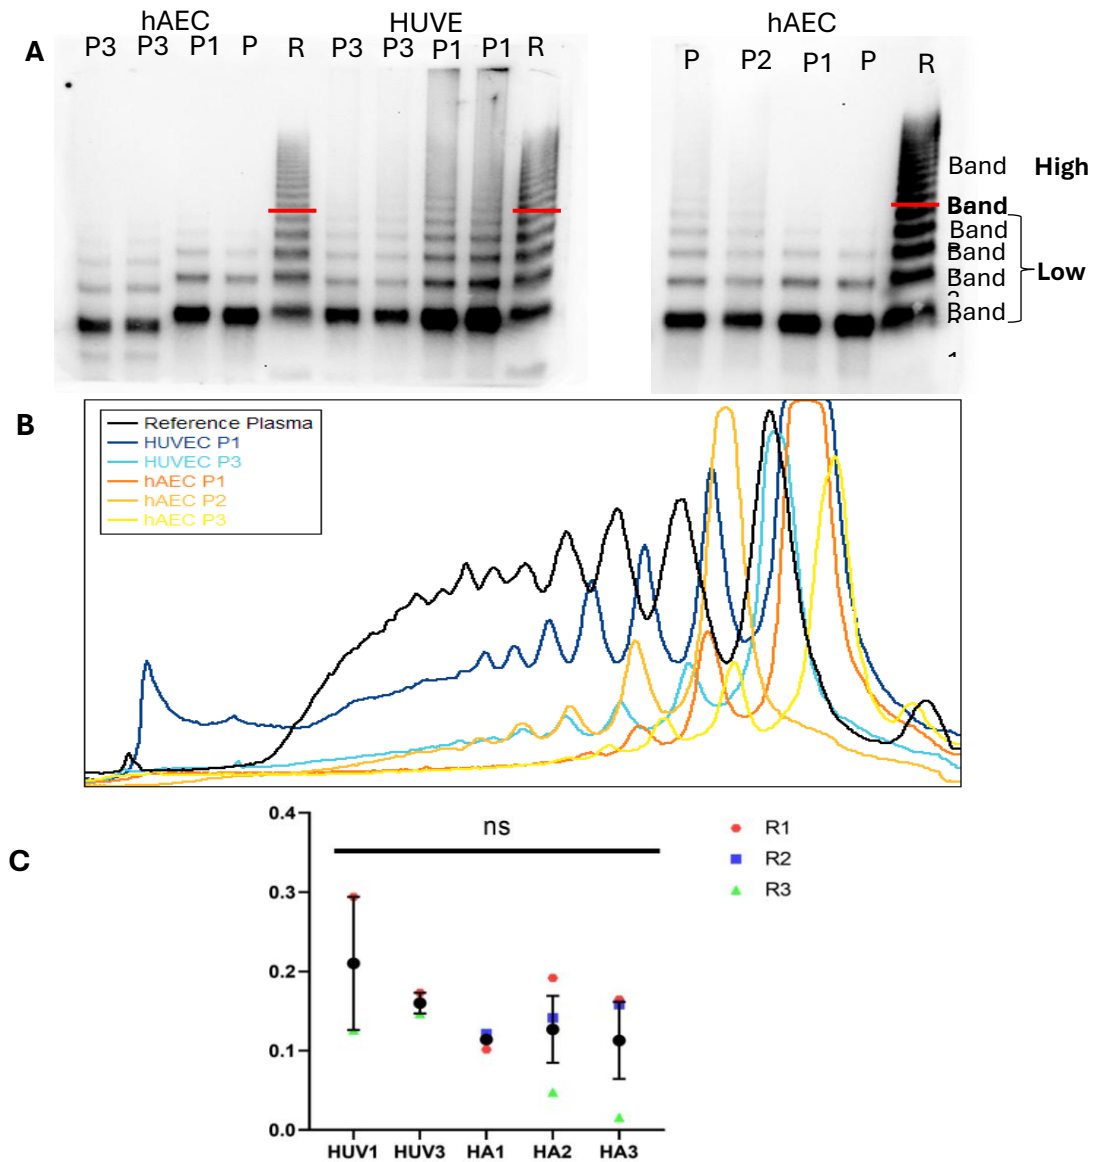 A
hAEC HUVE
P3 P3 P1 P R P3 P3 P1 P1 R
hAEC
P P2 P1 P R
Band High
Band
Band
Band
Band Low
Band
B
Reference Plasma
HUVEC P1
HUVEC P3
hAEC P1
hAEC P2
hAEC P3
C
ns
R1
R2
R3
0.4
0.3
0.2
0.1
0.0
HUV1 HUV3 HA1 HA2 HA3